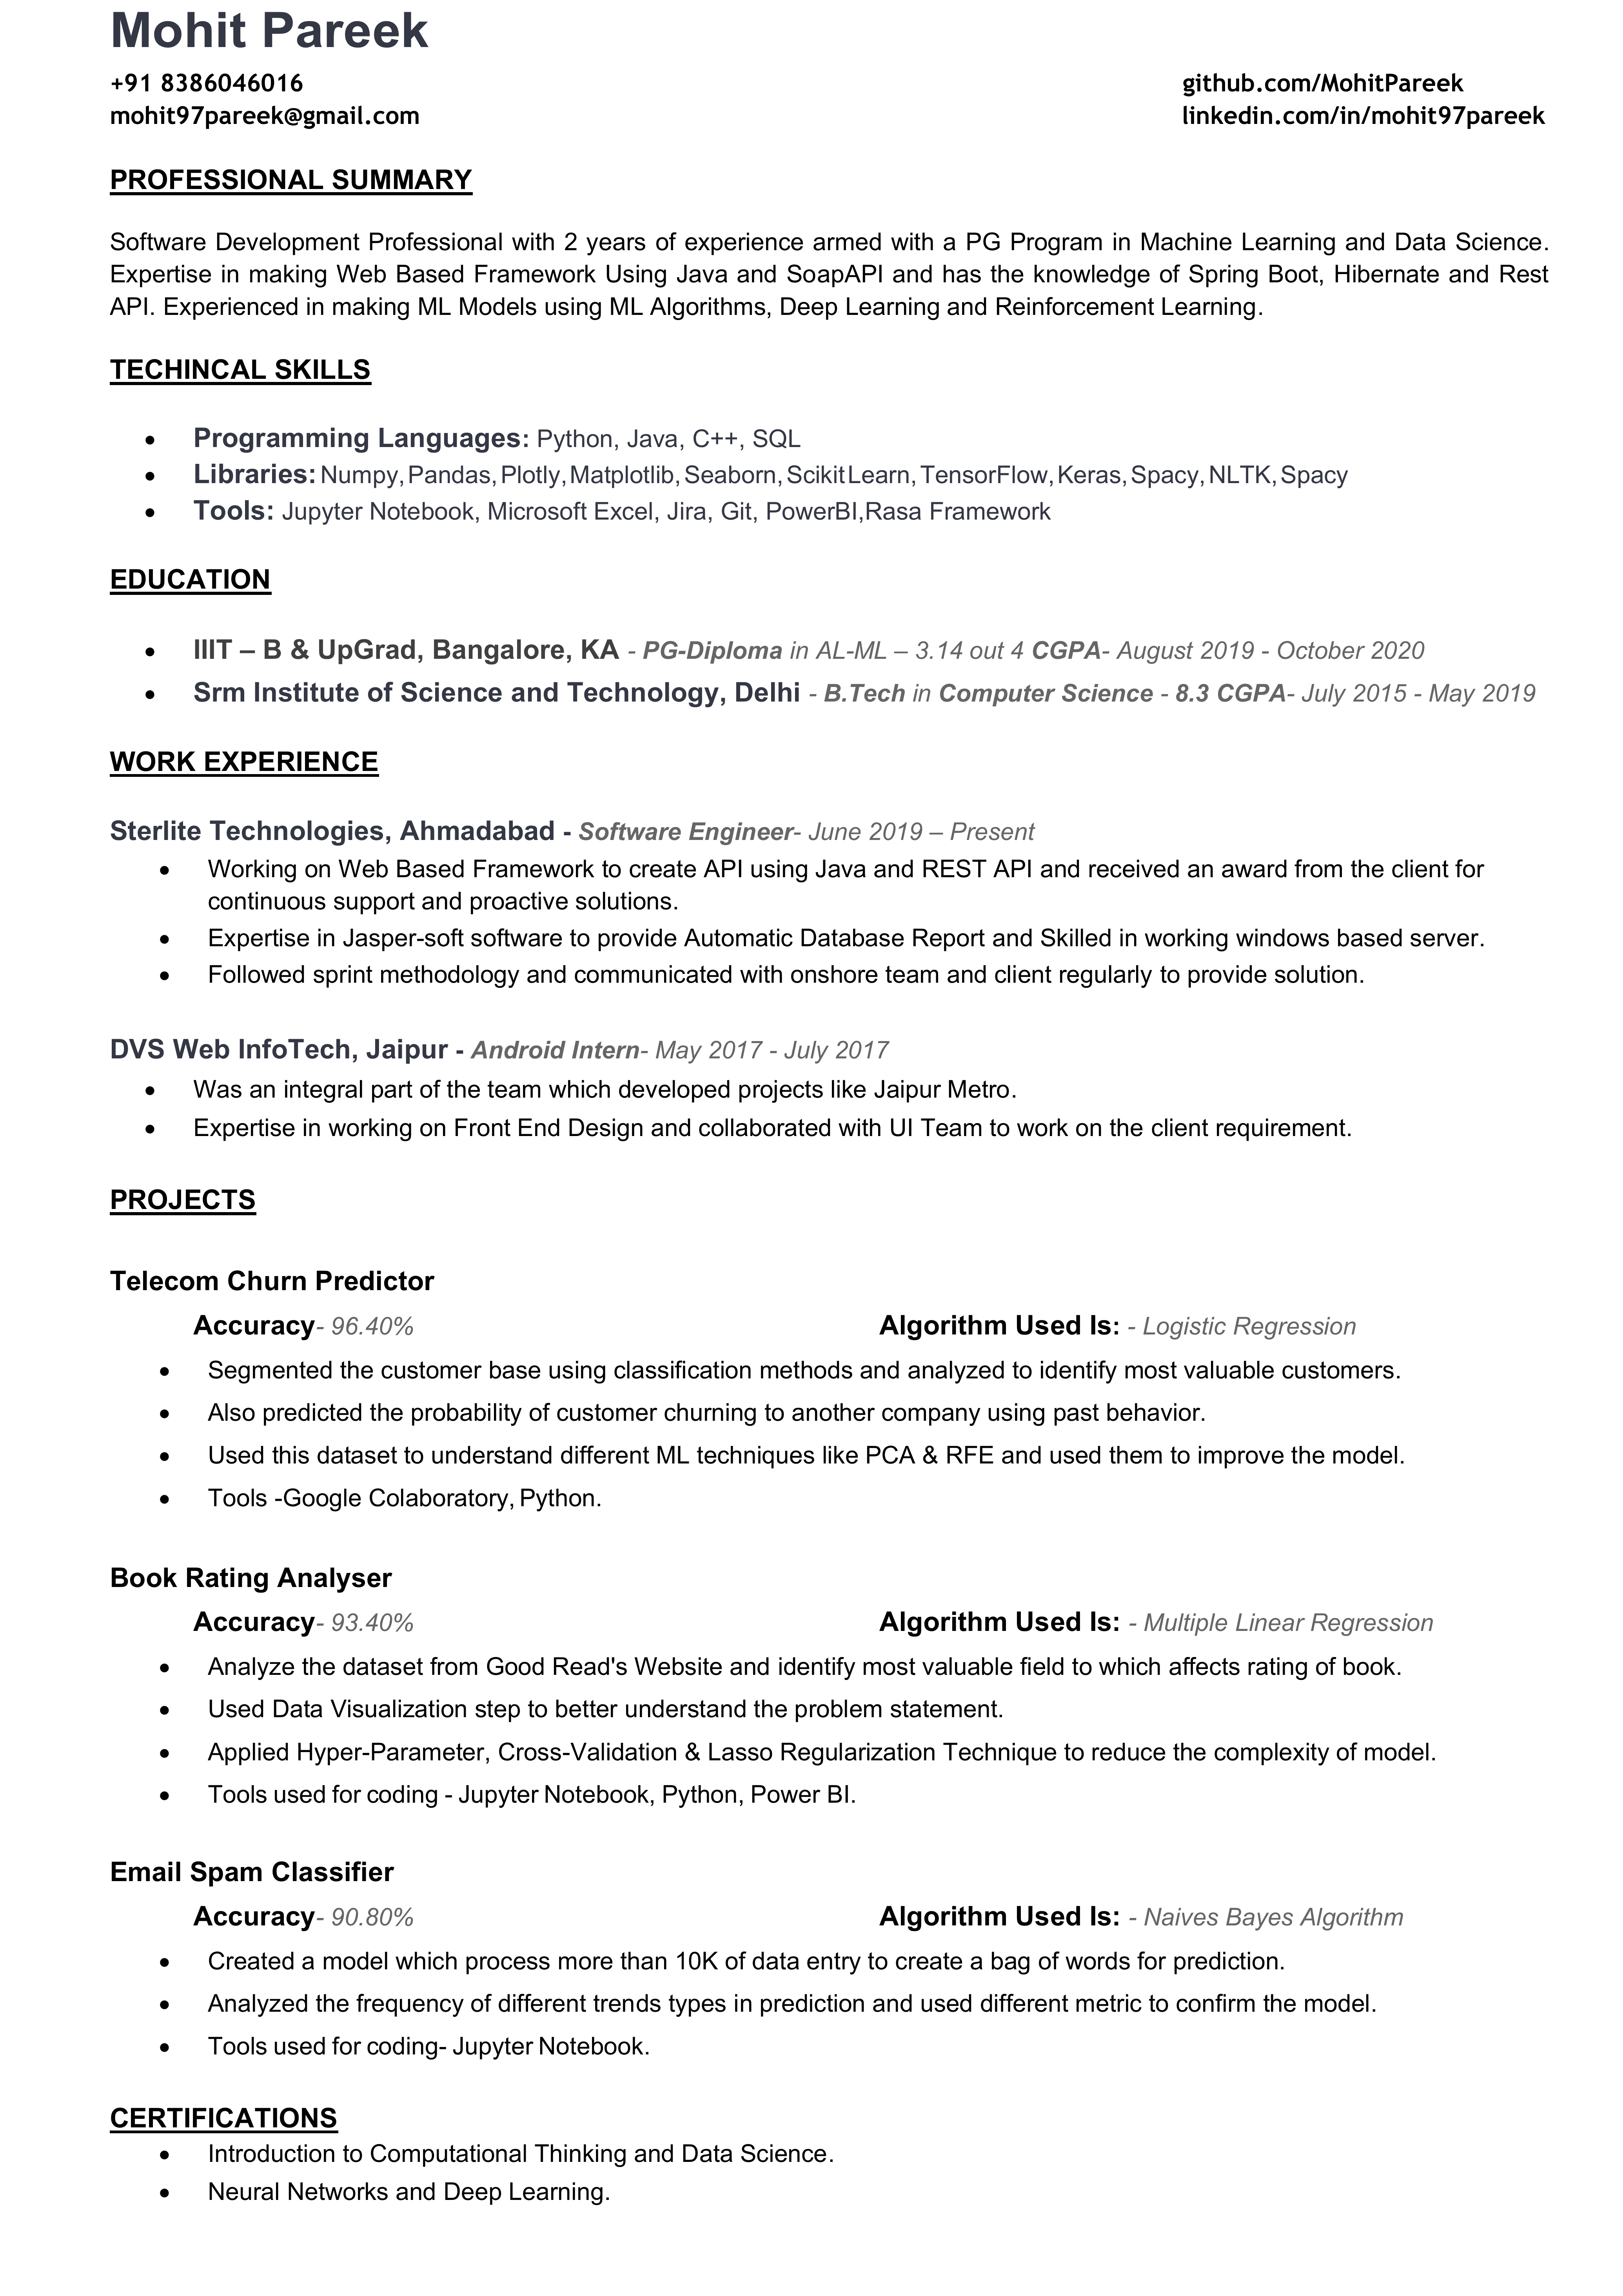 Mohit Pareek
+91 8386046016 github.com/MohitPareek
mohit97pareek@gmail.com linkedin.com/in/mohit97pareek
PROFESSIONAL SUMMARY
Software Development Professional with 2 years of experience armed with a PG Program in Machine Learning and Data Science.
Expertise in making Web Based Framework Using Java and SoapAPI and has the knowledge of Spring Boot, Hibernate and Rest
API. Experienced in making ML Models using ML Algorithms, Deep Learning and Reinforcement Learning.
TECHINCAL SKILLS
• Programming Languages: Python, Java, C++, SQL
• Libraries: Numpy, Pandas, Plotly, Matplotlib, Seaborn, Scikit Learn, TensorFlow, Keras, Spacy, NLTK, Spacy
• Tools: Jupyter Notebook, Microsoft Excel, Jira, Git, PowerBI,Rasa Framework
EDUCATION
• IIIT – B & UpGrad, Bangalore, KA - PG-Diploma in AL-ML – 3.14 out 4 CGPA- August 2019 - October 2020
• Srm Institute of Science and Technology, Delhi - B.Tech in Computer Science - 8.3 CGPA- July 2015 - May 2019
WORK EXPERIENCE
Sterlite Technologies, Ahmadabad - Software Engineer- June 2019 – Present
• Working on Web Based Framework to create API using Java and REST API and received an award from the client for
continuous support and proactive solutions.
• Expertise in Jasper-soft software to provide Automatic Database Report and Skilled in working windows based server.
• Followed sprint methodology and communicated with onshore team and client regularly to provide solution.
DVS Web InfoTech, Jaipur - Android Intern- May 2017 - July 2017
• Was an integral part of the team which developed projects like Jaipur Metro.
• Expertise in working on Front End Design and collaborated with UI Team to work on the client requirement.
PROJECTS
Telecom Churn Predictor
Accuracy- 96.40% Algorithm Used Is: - Logistic Regression
• Segmented the customer base using classification methods and analyzed to identify most valuable customers.
• Also predicted the probability of customer churning to another company using past behavior.
• Used this dataset to understand different ML techniques like PCA & RFE and used them to improve the model.
• Tools -Google Colaboratory, Python.
Book Rating Analyser
Accuracy- 93.40% Algorithm Used Is: - Multiple Linear Regression
• Analyze the dataset from Good Read's Website and identify most valuable field to which affects rating of book.
• Used Data Visualization step to better understand the problem statement.
• Applied Hyper-Parameter, Cross-Validation & Lasso Regularization Technique to reduce the complexity of model.
• Tools used for coding - Jupyter Notebook, Python, Power BI.
Email Spam Classifier
Accuracy- 90.80% Algorithm Used Is: - Naives Bayes Algorithm
• Created a model which process more than 10K of data entry to create a bag of words for prediction.
• Analyzed the frequency of different trends types in prediction and used different metric to confirm the model.
• Tools used for coding- Jupyter Notebook.
CERTIFICATIONS
• Introduction to Computational Thinking and Data Science.
• Neural Networks and Deep Learning.